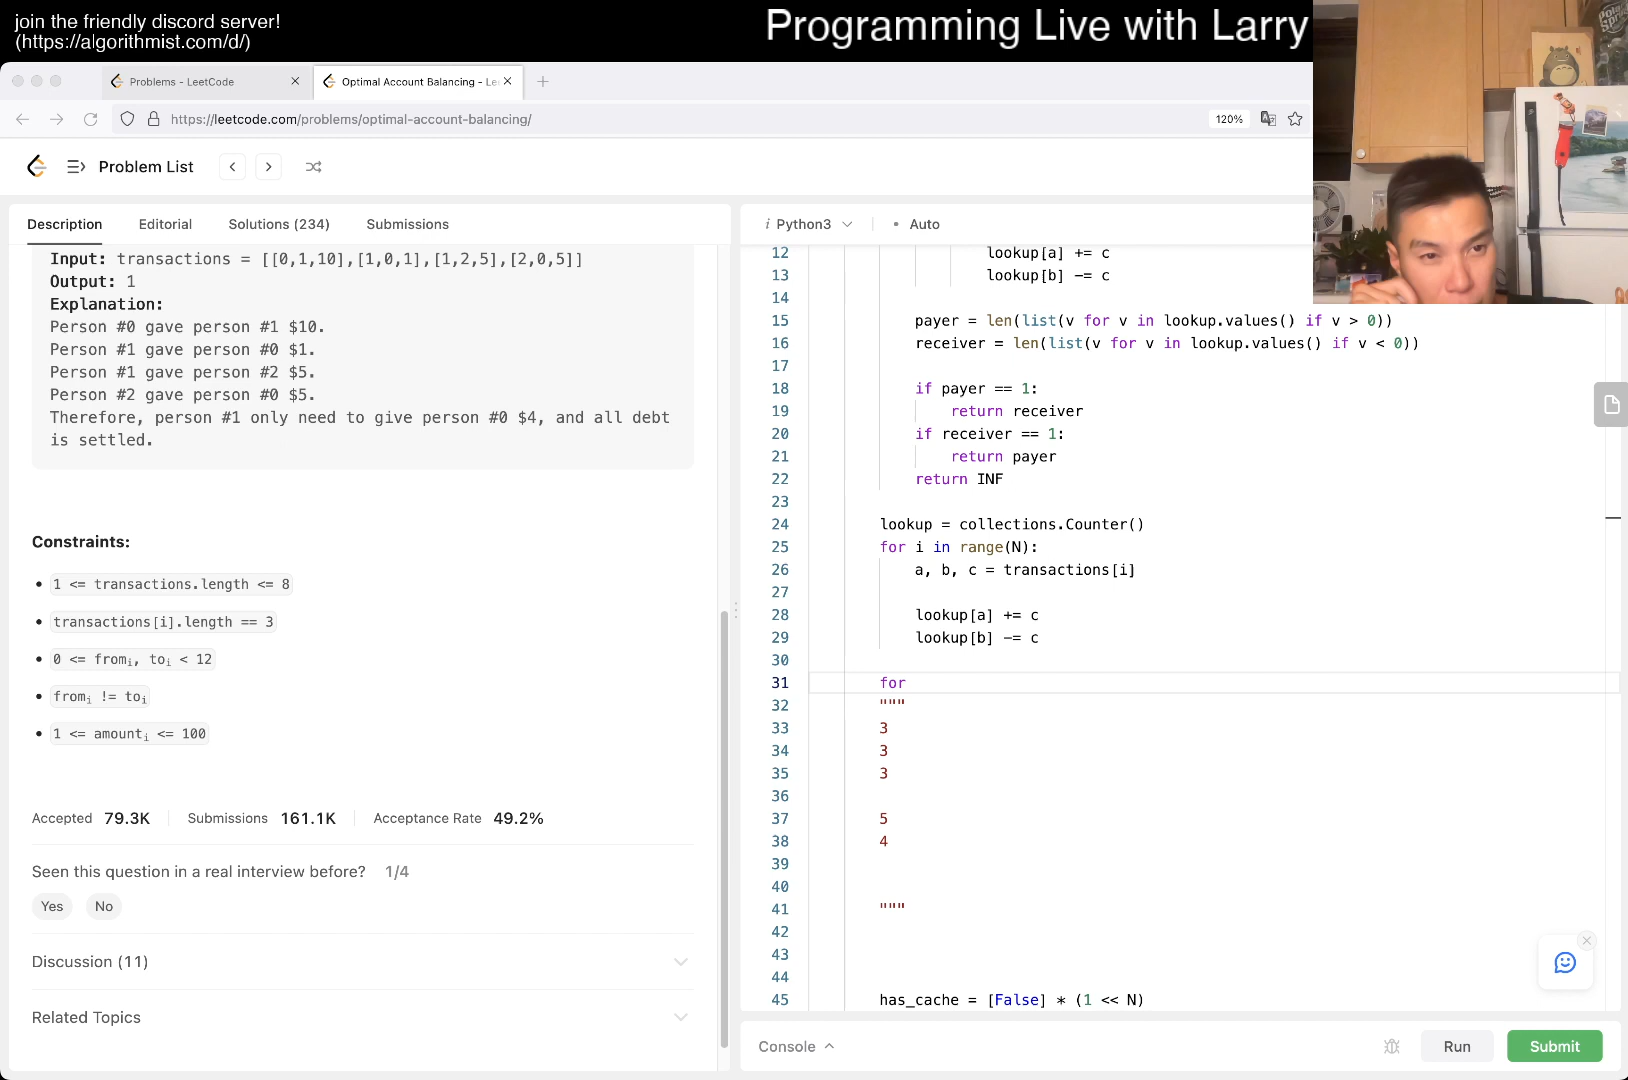 join the friendly discord server!
(https://algorithmist.com/d/)
Programming Live with Larry
Problems - LeetCode
Optimal Account Balancing - Le
https://leetcode.com/problems/optimal-account-balancing/
120%
Problem List
Description
Editorial
Solutions (234)
Submissions
Input: transactions = [[0,1,10],[1,0,1],[1,2,5],[2,0,5]]
Output: 1
Explanation:
Person #0 gave person #1 $10.
Person #1 gave person #0 $1.
Person #1 gave person #2 $5.
Person #2 gave person #0 $5.
Therefore, person #1 only need to give person #0 $4, and all debt
is settled.
Constraints:
• 1 <= transactions.length <= 8
• transactions[i].length == 3
• 0 <= fromᵢ, toᵢ < 12
• fromᵢ != toᵢ
• 1 <= amountᵢ <= 100
Accepted 79.3K
Submissions 161.1K
Acceptance Rate 49.2%
Seen this question in a real interview before? 1/4
Yes
No
Discussion (11)
Related Topics
i Python3
• Auto
12 lookup[a] += c
13 lookup[b] -= c
14
15 payer = len(list(v for v in lookup.values() if v > 0))
16 receiver = len(list(v for v in lookup.values() if v < 0))
17
18 if payer == 1:
19 return receiver
20 if receiver == 1:
21 return payer
22 return INF
23
24 lookup = collections.Counter()
25 for i in range(N):
26 a, b, c = transactions[i]
27
28 lookup[a] += c
29 lookup[b] -= c
30
31 for
32 """
33 3
34 3
35 3
36
37 5
38 4
39
40
41 """
42
43
44
45 has_cache = [False] * (1 << N)
Console
Run
Submit